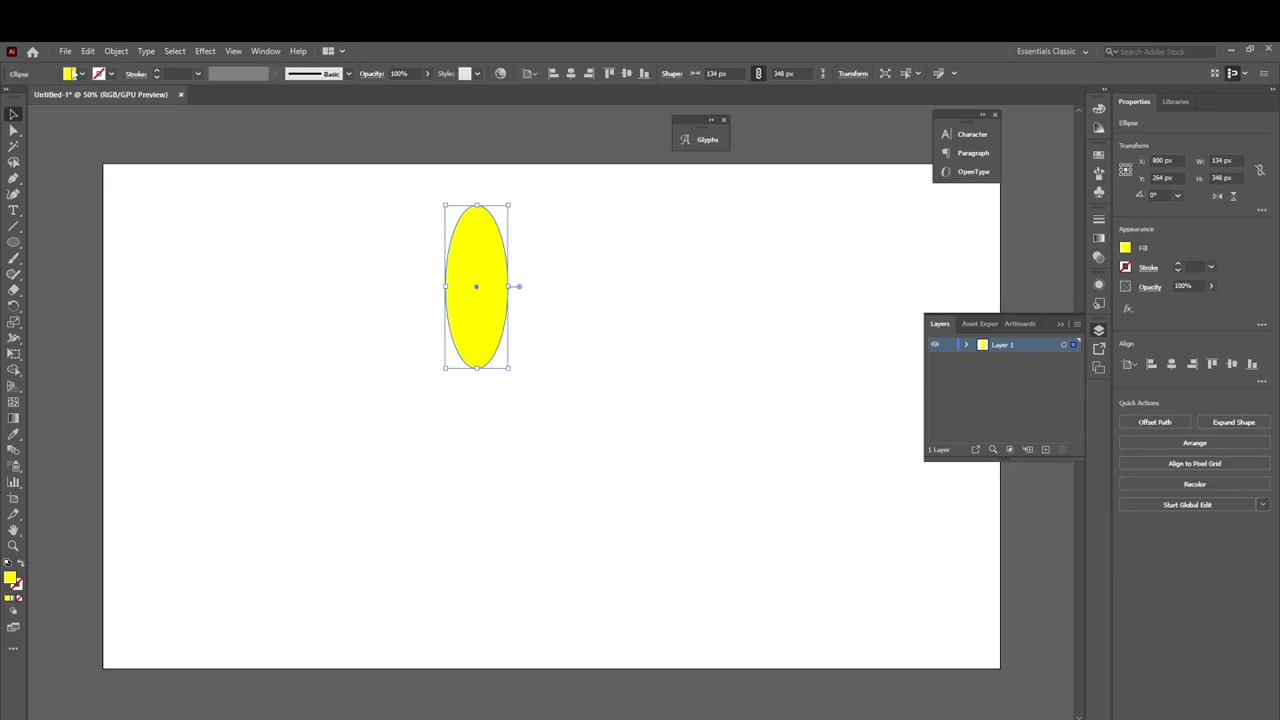 Ai File Edit Object Type Select Effect View Window Help Essentials Classic Search Adobe Stock
Ellipse Stroke: Basic Opacity: 100% Style: Shape: 134 px 348 px Transform
Untitled-1* @ 50% (RGB/GPU Preview) ×
Glyphs
Character
Paragraph
OpenType
Properties Libraries
Ellipse
Transform
X: 800 px W: 134 px
Y: 264 px H: 348 px
0°
Appearance
Fill
Stroke
Opacity 100%
fx.
Align
Quick Actions
Offset Path Expand Shape
Arrange
Align to Pixel Grid
Recolor
Start Global Edit
Layers Asset Expor Artboards
Layer 1
1 Layer